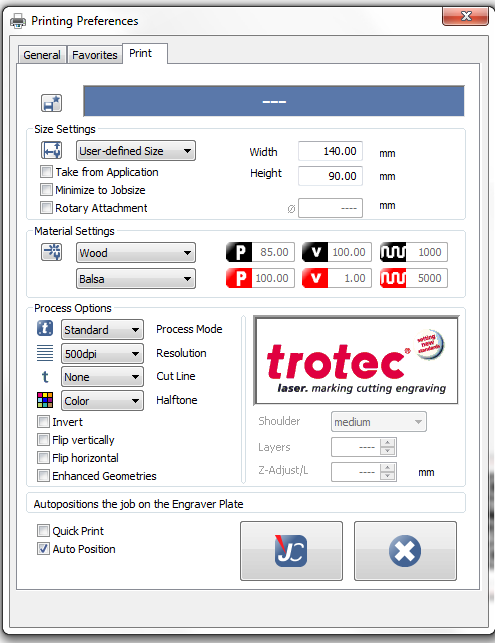 Printing Preferences
General Favorites Print
---
Size Settings
User-defined Size
Width 140.00 mm
Take from Application
Height 90.00 mm
Minimize to Jobsize
Rotary Attachment
ø ---- mm
Material Settings
Wood
P 85.00 v 100.00 1000
Balsa
P 100.00 v 1.00 5000
Process Options
t Standard Process Mode
500dpi Resolution
t None Cut Line
Color Halftone
Invert
Flip vertically
Flip horizontal
Enhanced Geometries
setting
new
standards
trotec®
laser. marking cutting engraving
Shoulder medium
Layers ----
Z-Adjust/L ---- mm
Autopositions the job on the Engraver Plate
Quick Print
Auto Position
JC